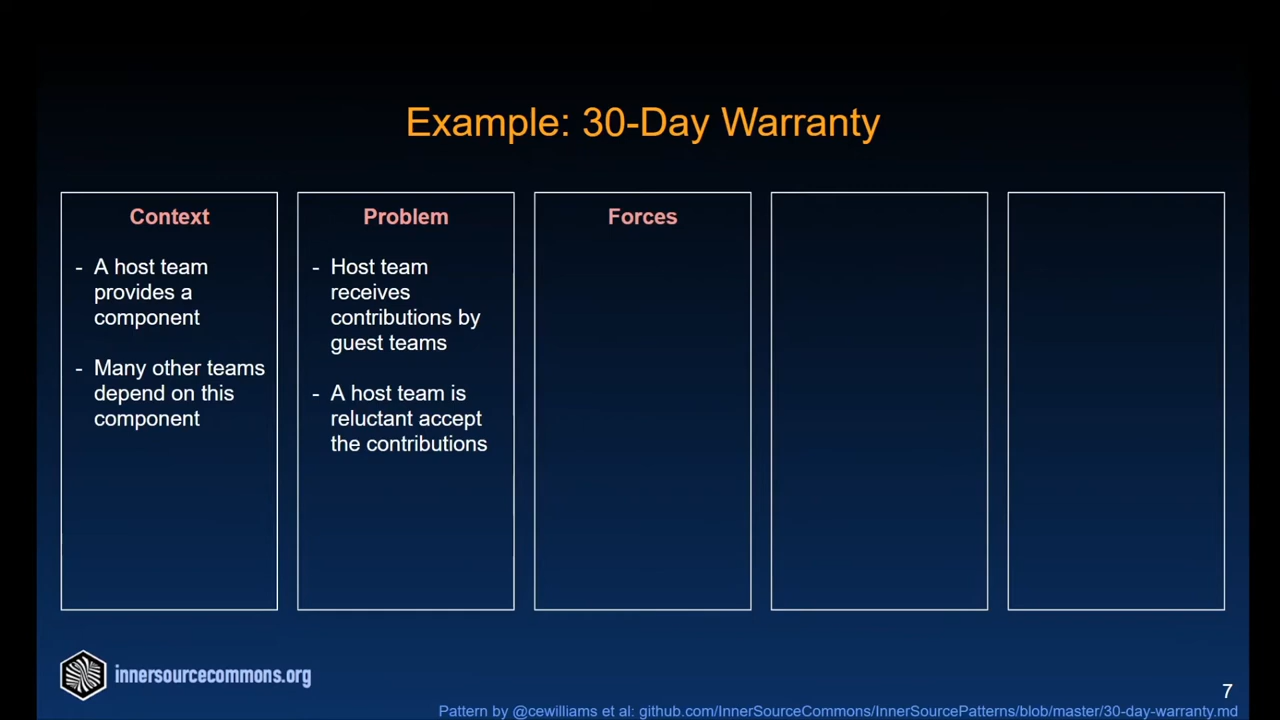 Example: 30-Day Warranty
Context
- A host team
provides a
component
- Many other teams
depend on this
component
Problem
- Host team
receives
contributions by
guest teams
- A host team is
reluctant accept
the contributions
Forces
innersourcecommons.org
7
Pattern by @cewilliams et al: github.com/InnerSourceCommons/InnerSourcePatterns/blob/master/30-day-warranty.md